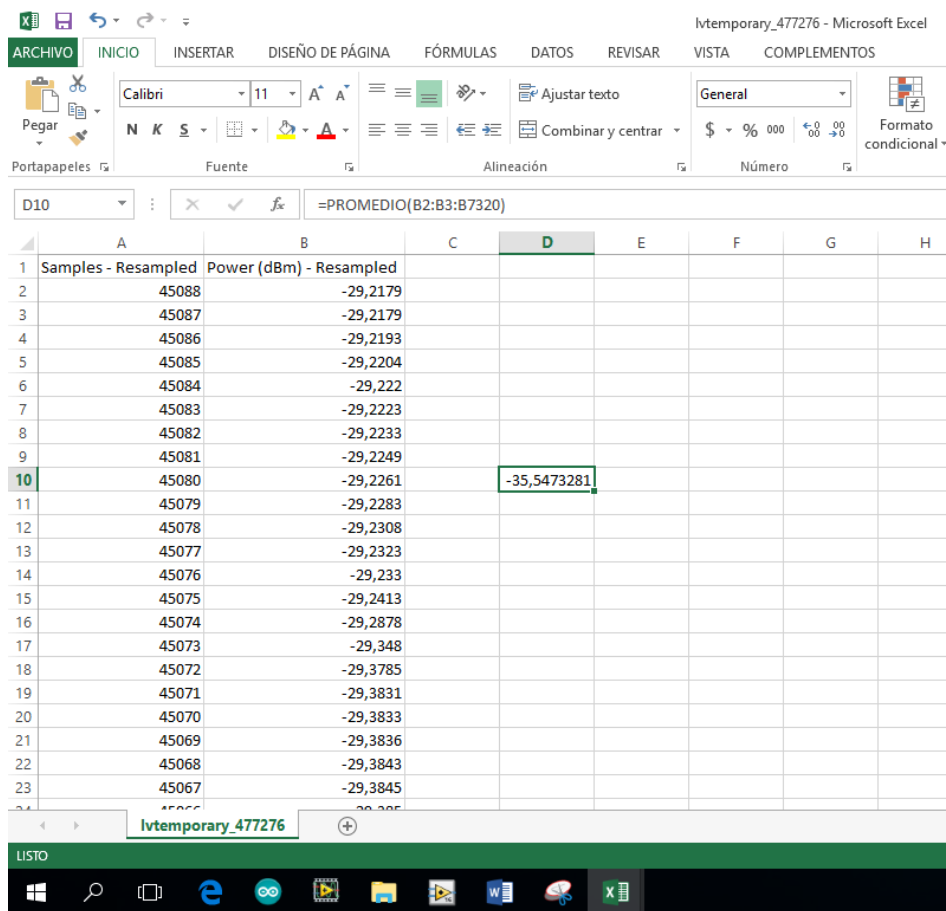 lvtemporary_477276 - Microsoft Excel
ARCHIVO INICIO INSERTAR DISEÑO DE PÁGINA FÓRMULAS DATOS REVISAR VISTA COMPLEMENTOS
Pegar
Calibri 11
N K S
A
Ajustar texto
Combinar y centrar
General
$ % 000
Formato
condicional
Portapapeles Fuente Alineación Número
D10 fx =PROMEDIO(B2:B3:B7320)
A B C D E F G H
1 Samples - Resampled Power (dBm) - Resampled
2 45088 -29,2179
3 45087 -29,2179
4 45086 -29,2193
5 45085 -29,2204
6 45084 -29,222
7 45083 -29,2223
8 45082 -29,2233
9 45081 -29,2249
10 45080 -29,2261 -35,5473281
11 45079 -29,2283
12 45078 -29,2308
13 45077 -29,2323
14 45076 -29,233
15 45075 -29,2413
16 45074 -29,2878
17 45073 -29,348
18 45072 -29,3785
19 45071 -29,3831
20 45070 -29,3833
21 45069 -29,3836
22 45068 -29,3843
23 45067 -29,3845
lvtemporary_477276
LISTO